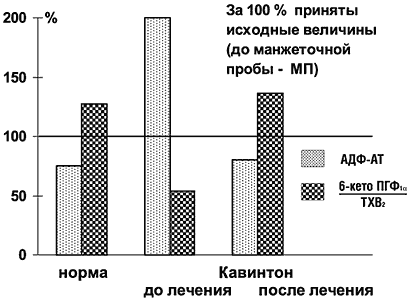 200 %
За 100 % приняты
исходные величины
(до манжеточной
пробы - МП)
150
100
АДФ-АТ
6-кето ПГФ₁α
ТХВ₂
50
0
норма
Кавинтон
до лечения
после лечения